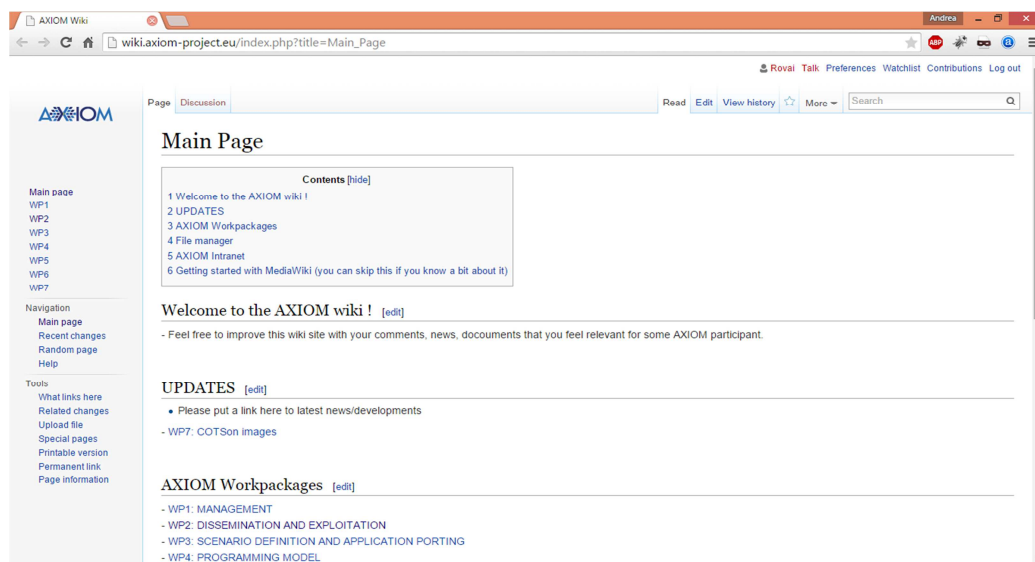 AXIOM Wiki
Andrea
wiki.axiom-project.eu/index.php?title=Main_Page
ABP
a
Rovai Talk Preferences Watchlist Contributions Log out
AXIOM
Page Discussion
Read Edit View history More Search
Main Page
Contents [hide]
1 Welcome to the AXIOM wiki !
2 UPDATES
3 AXIOM Workpackages
4 File manager
5 AXIOM Intranet
6 Getting started with MediaWiki (you can skip this if you know a bit about it)
Main page
WP1
WP2
WP3
WP4
WP5
WP6
WP7
Navigation
Main page
Recent changes
Random page
Help
Tools
What links here
Related changes
Upload file
Special pages
Printable version
Permanent link
Page information
Welcome to the AXIOM wiki ! [edit]
- Feel free to improve this wiki site with your comments, news, docouments that you feel relevant for some AXIOM participant.
UPDATES [edit]
• Please put a link here to latest news/developments
- WP7: COTSon images
AXIOM Workpackages [edit]
- WP1: MANAGEMENT
- WP2: DISSEMINATION AND EXPLOITATION
- WP3: SCENARIO DEFINITION AND APPLICATION PORTING
- WP4: PROGRAMMING MODEL